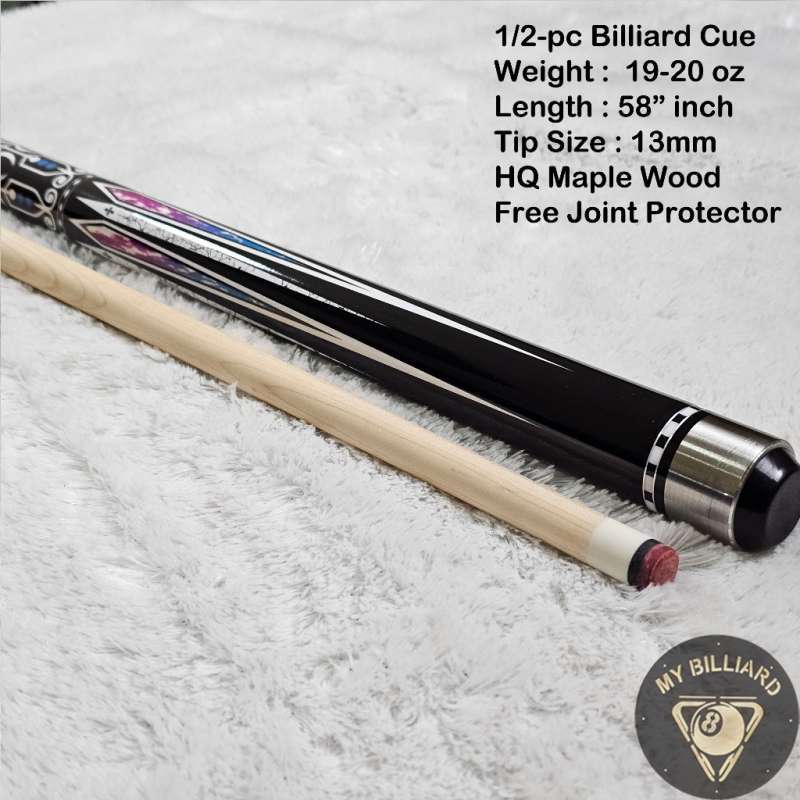 1/2-pc Billiard Cue
Weight :  19-20 oz
Length : 58” inch
Tip Size : 13mm
HQ Maple Wood
Free Joint Protector
MY BILLIARD
8